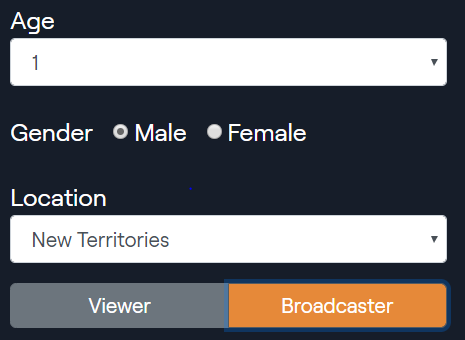 Age
1
Gender Male Female
Location
New Territories
Viewer Broadcaster